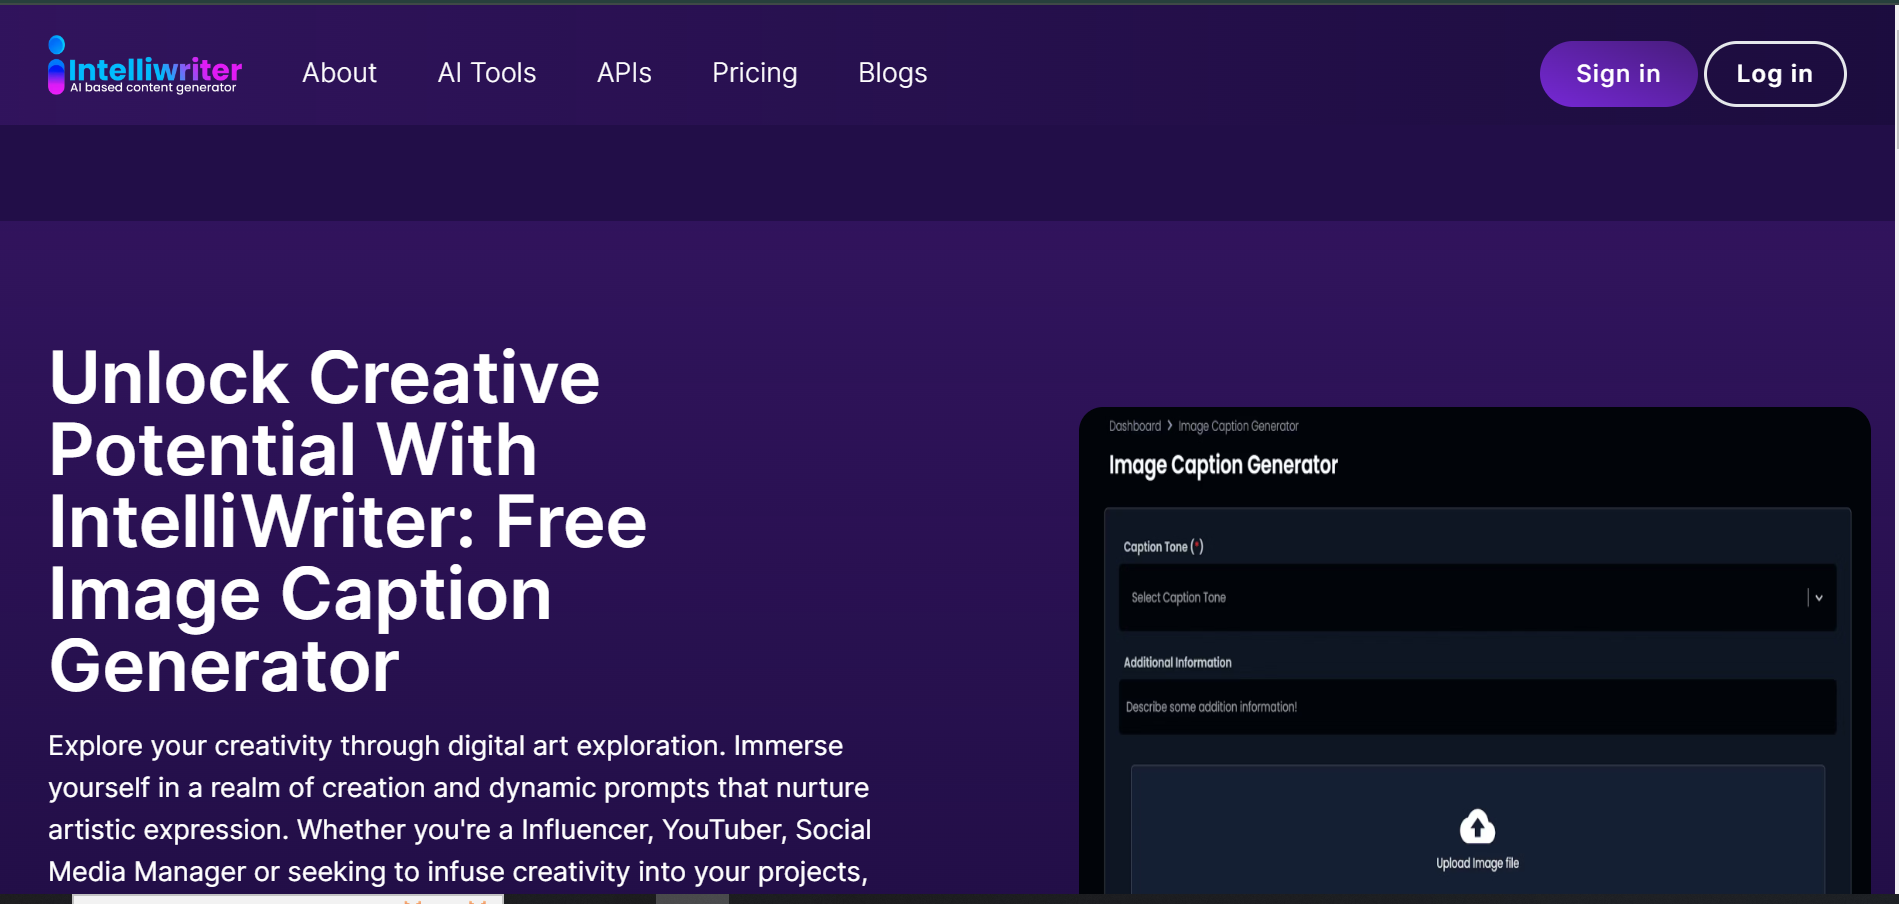 Intelliwriter
AI based content generator
About
AI Tools
APIs
Pricing
Blogs
Sign in
Log in
Unlock Creative
Potential With
IntelliWriter: Free
Image Caption
Generator
Explore your creativity through digital art exploration. Immerse
yourself in a realm of creation and dynamic prompts that nurture
artistic expression. Whether you're a Influencer, YouTuber, Social
Media Manager or seeking to infuse creativity into your projects,
Dashboard > Image Caption Generator
Image Caption Generator
Caption Tone (*)
Select Caption Tone
Additional Information
Describe some addition information!
Upload Image file